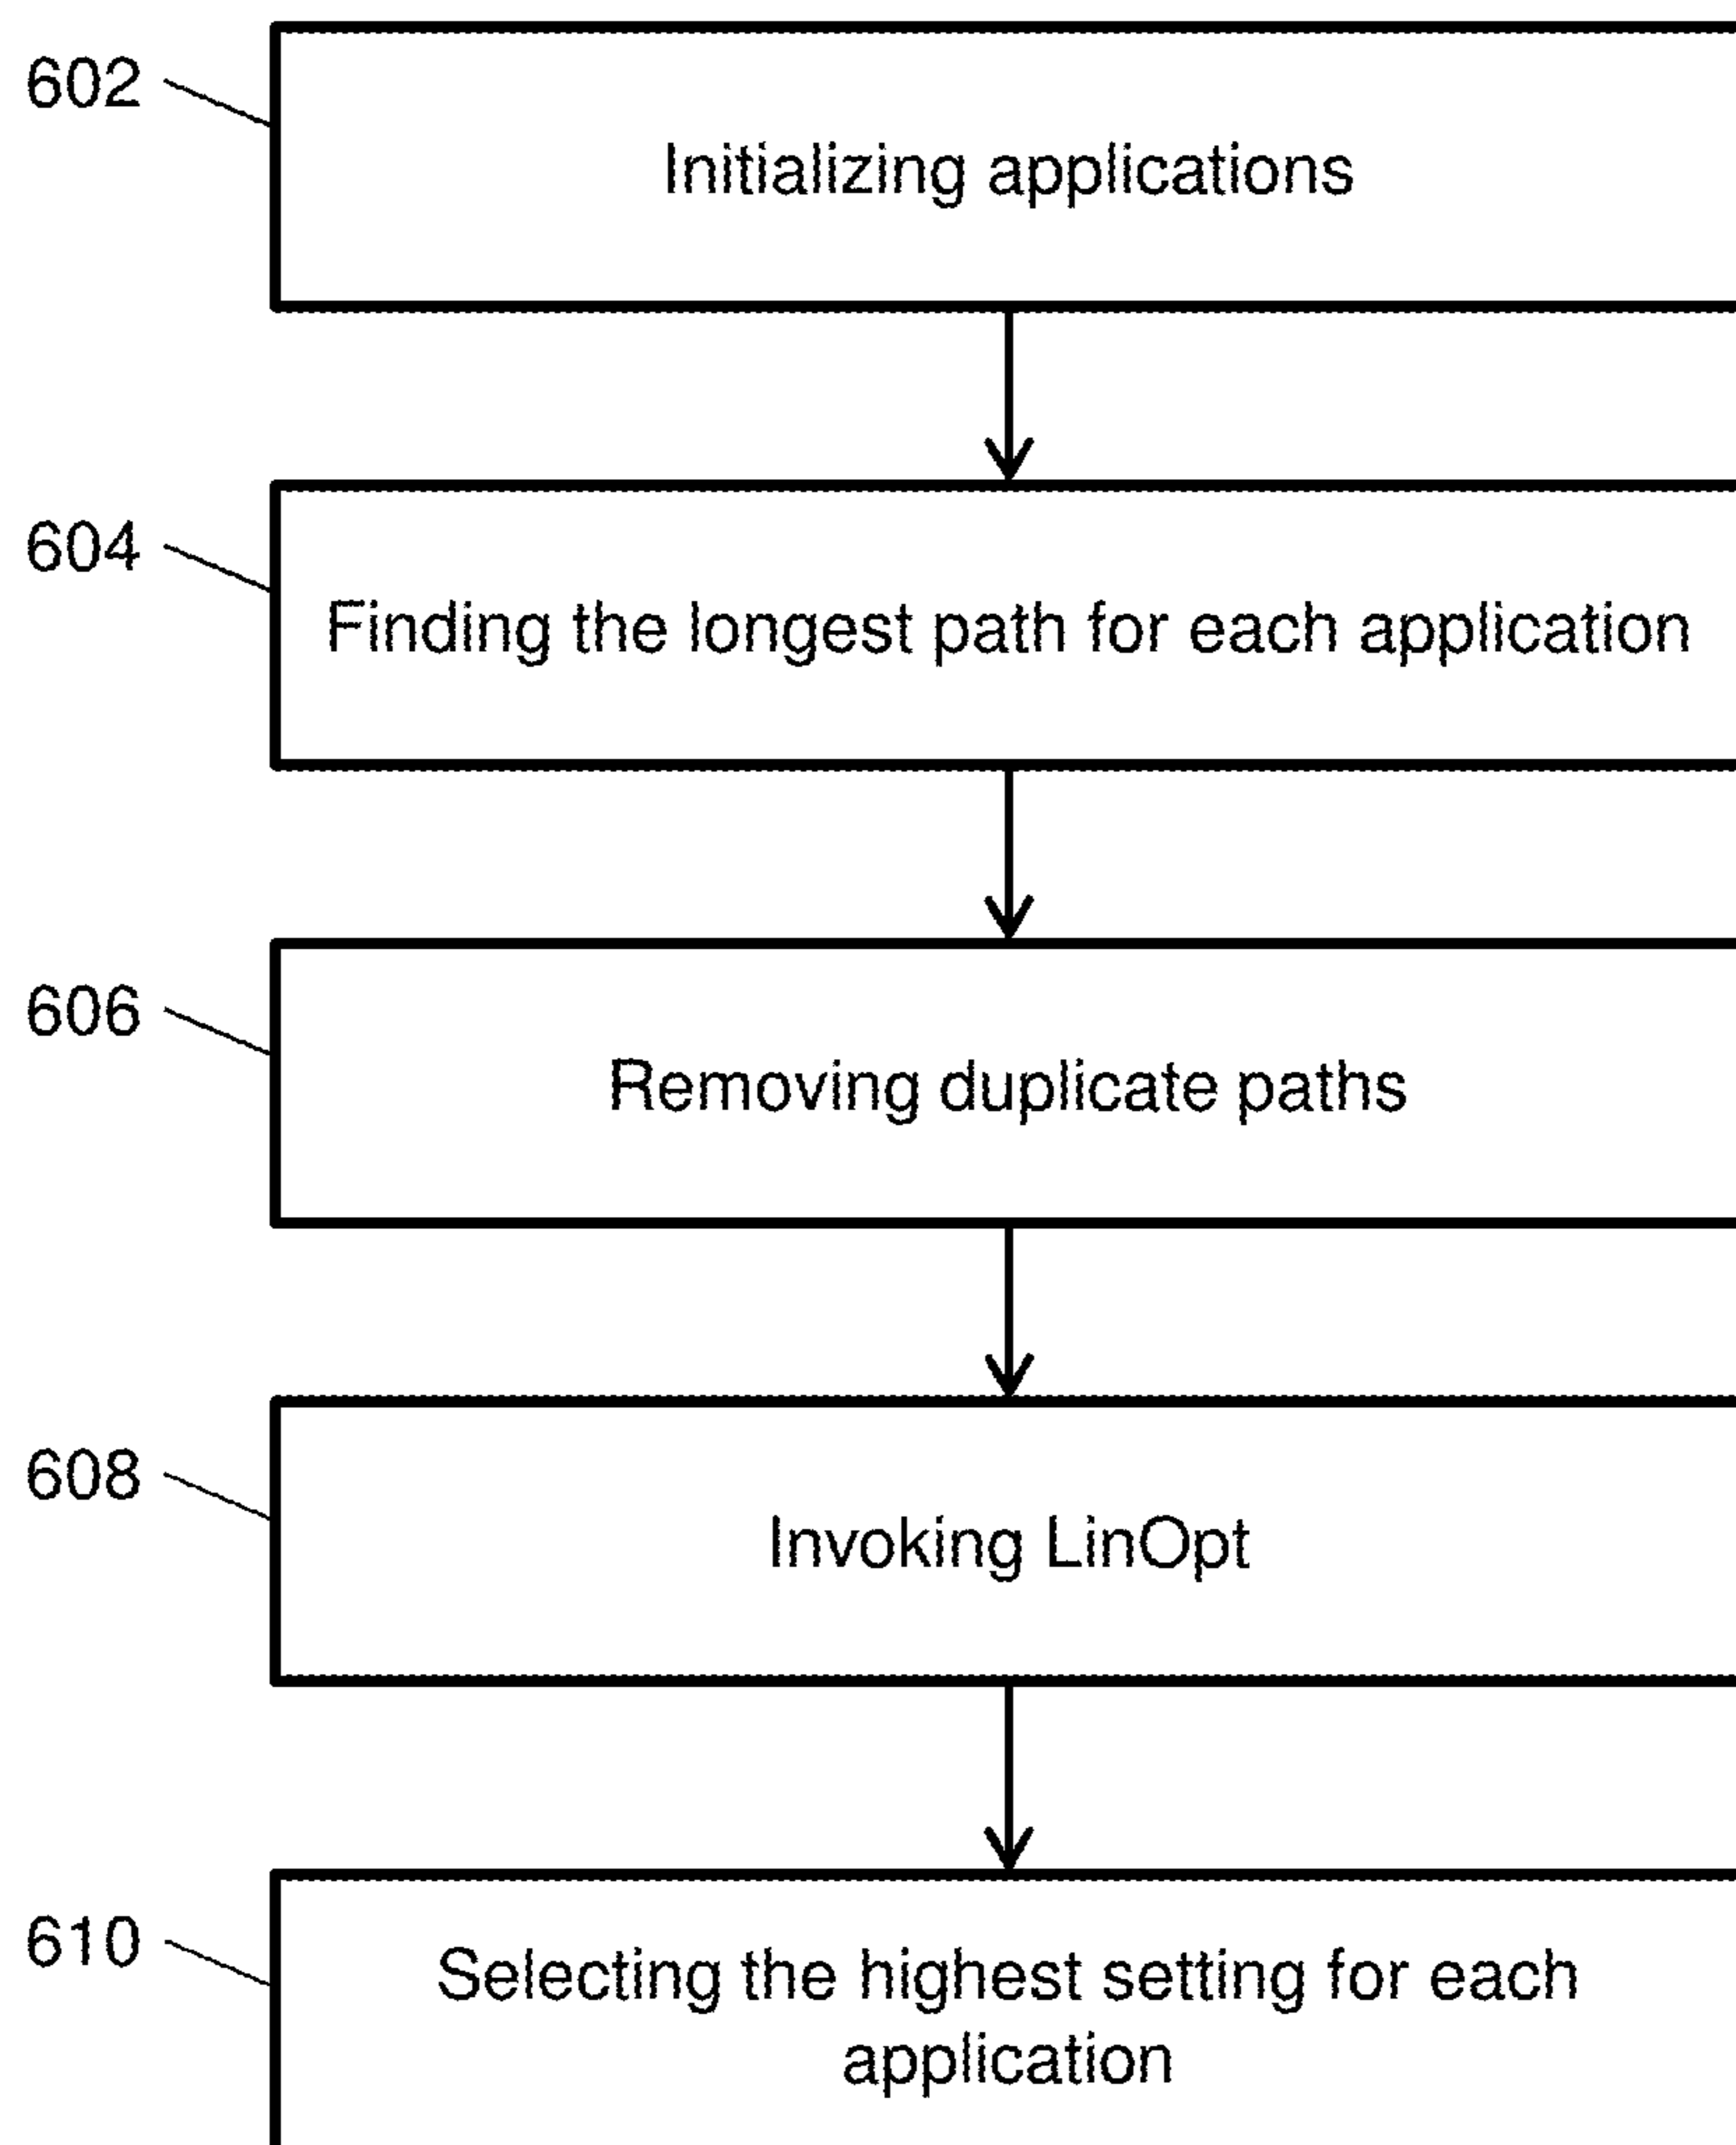 602
Initializing applications
604
Finding the longest path for each application
606
Removing duplicate paths
608
Invoking LinOpt
610
Selecting the highest setting for each
application